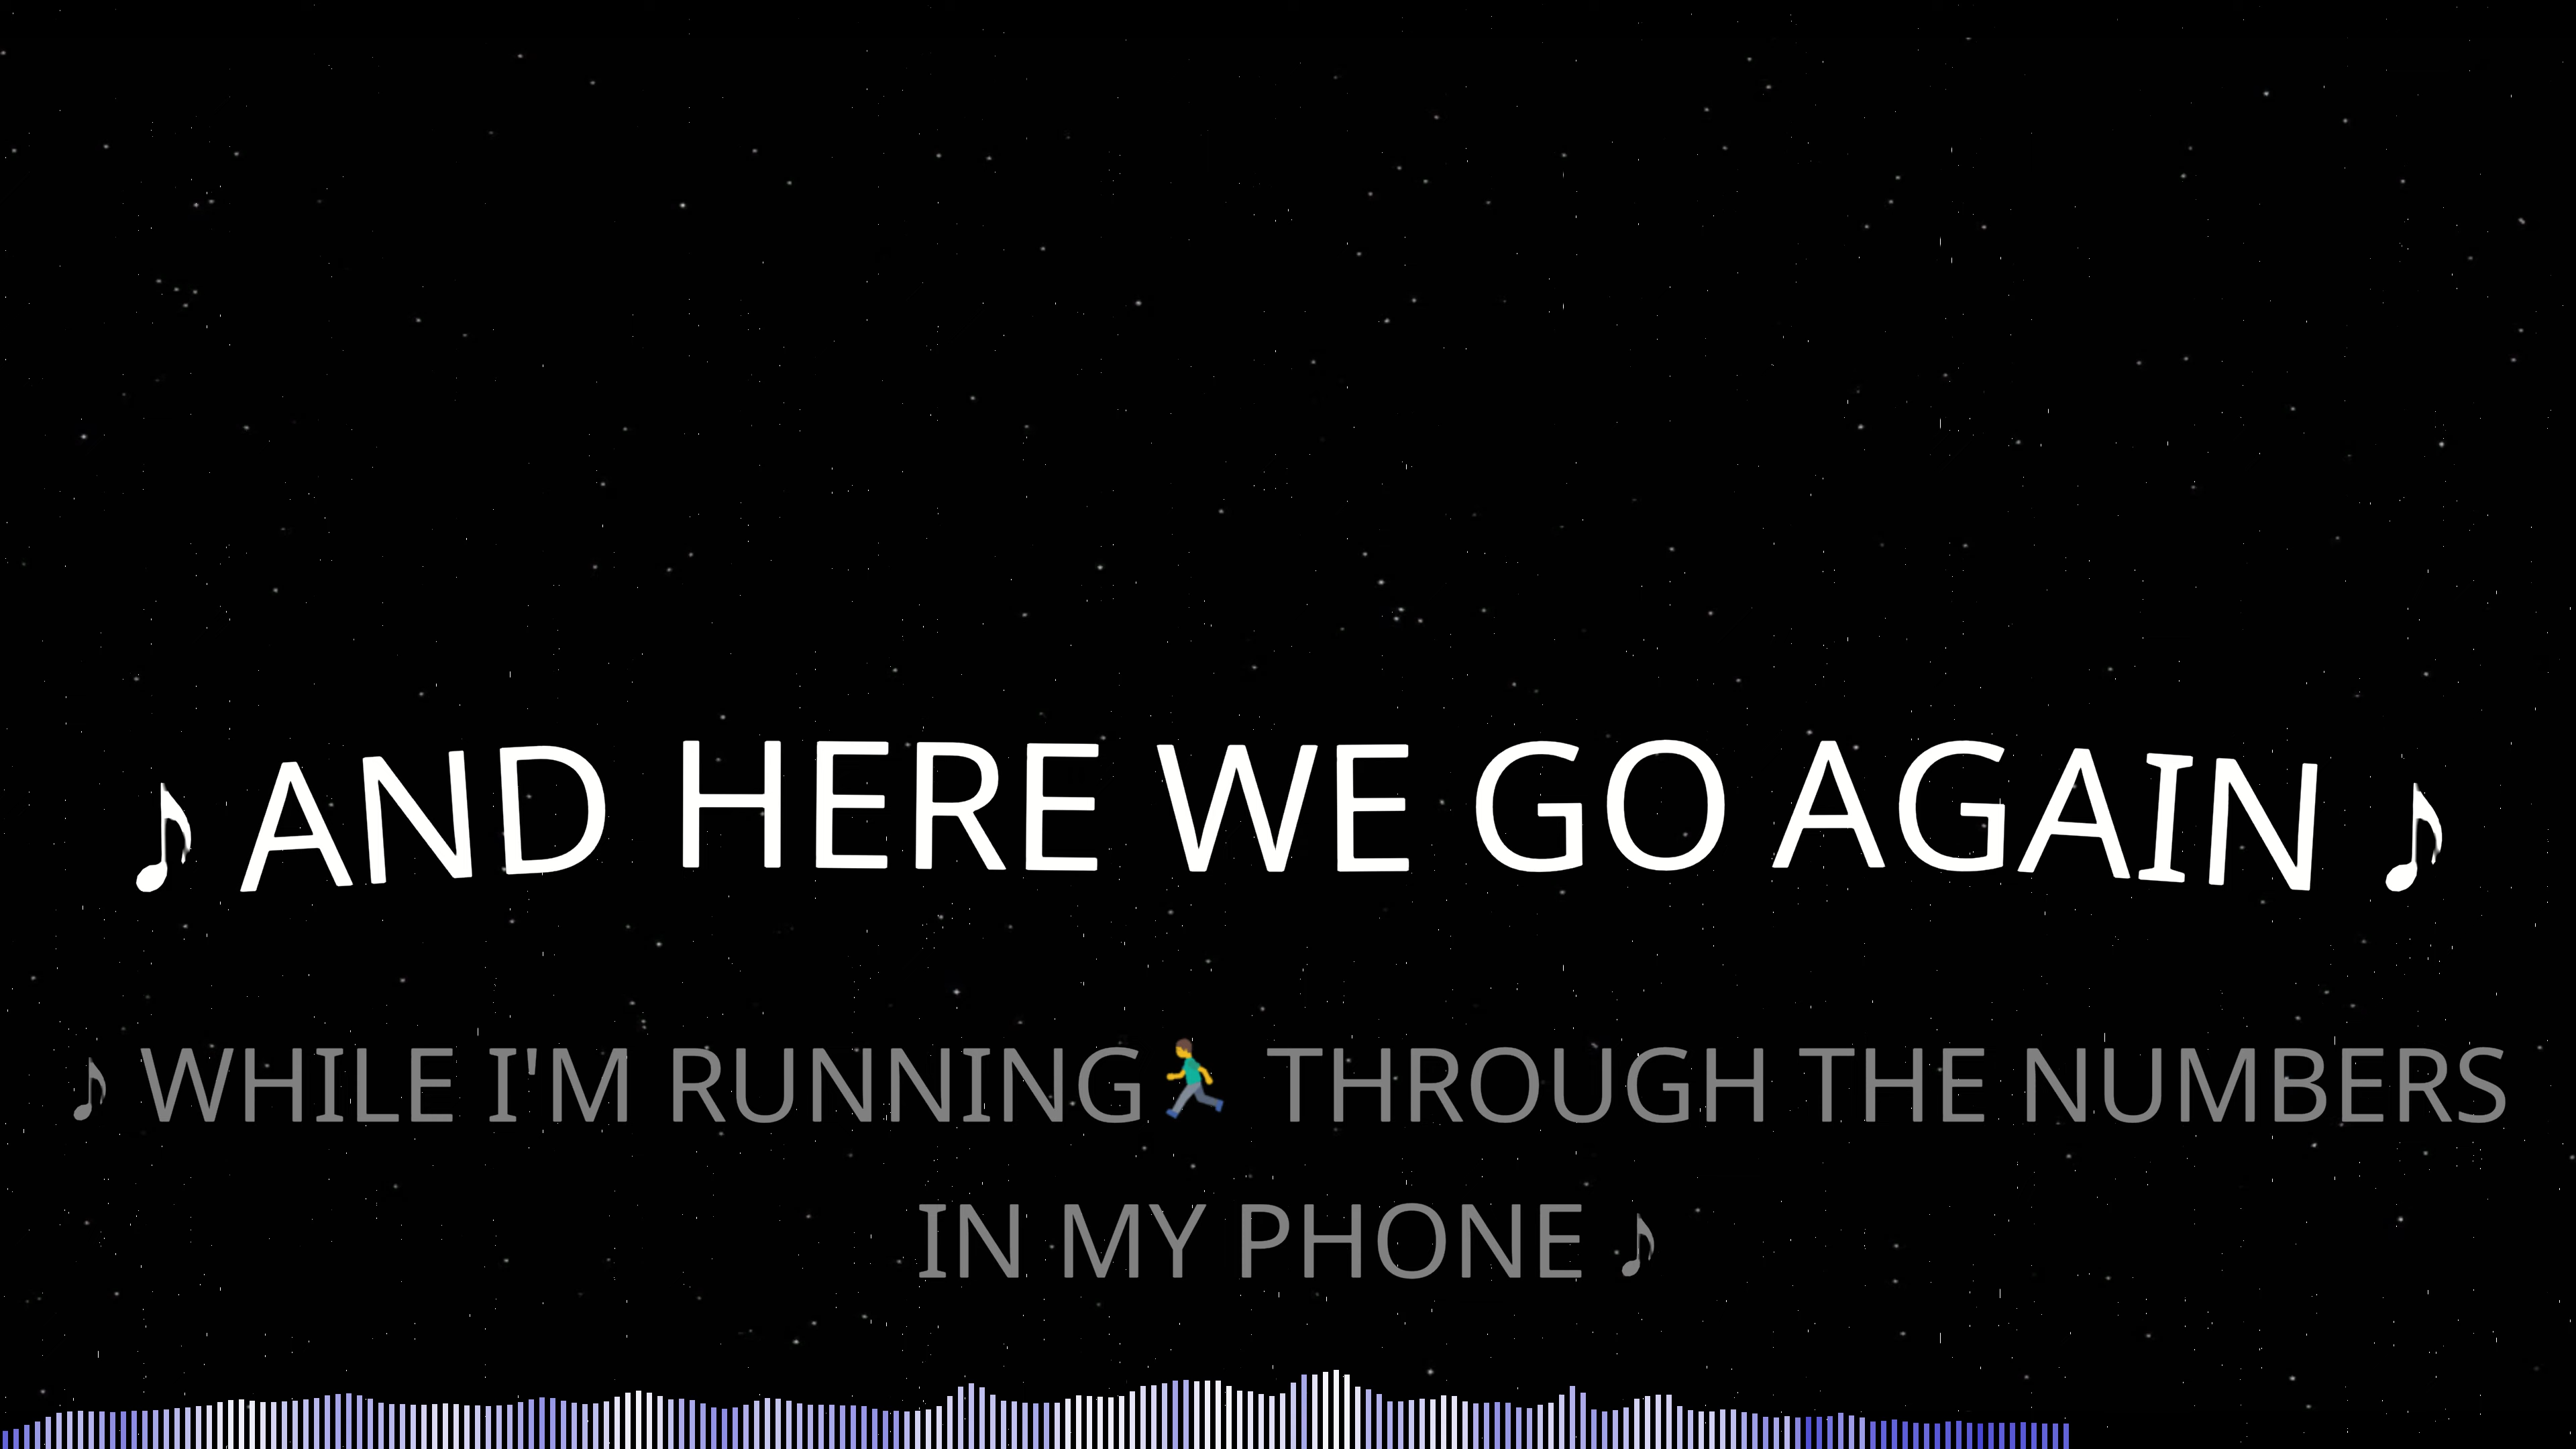 ♪ AND HERE WE GO AGAIN ♪
♪ WHILE I'M RUNNING🏃‍♂️ THROUGH THE NUMBERS
IN MY PHONE ♪